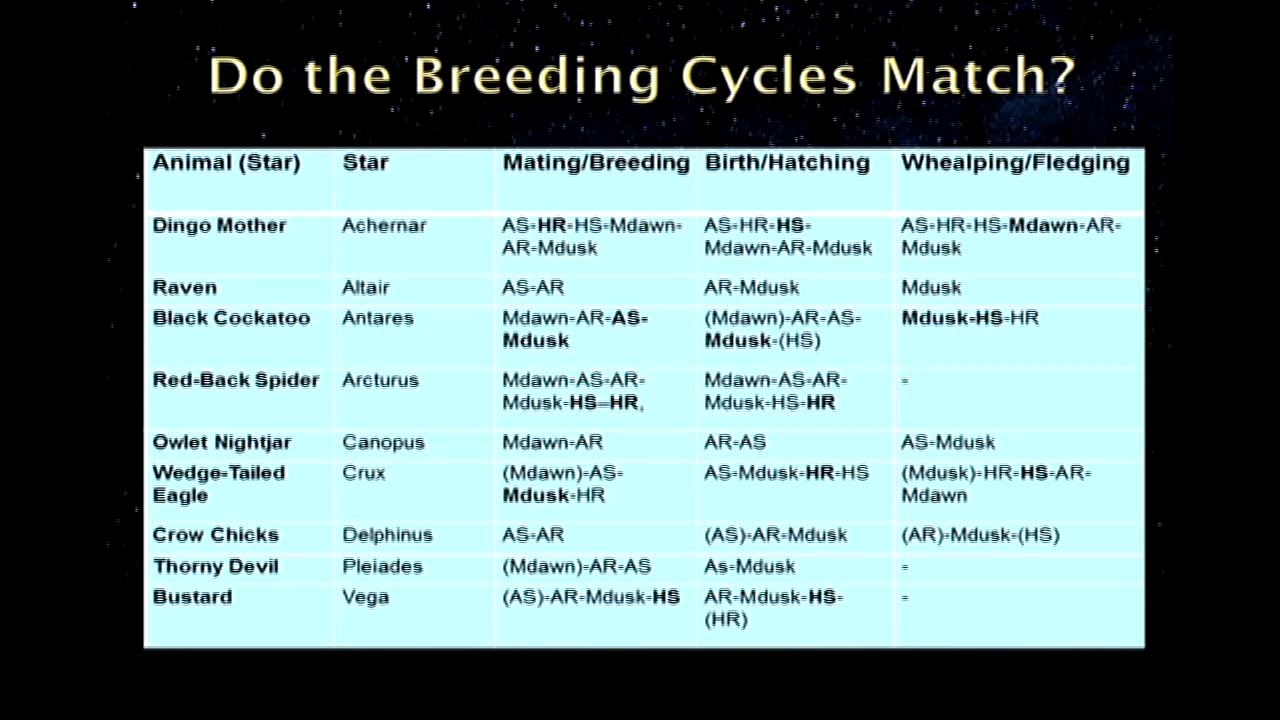 Do the Breeding Cycles Match?
Animal (Star) Star Mating/Breeding Birth/Hatching Whealping/Fledging
Dingo Mother Achernar AS-HR-HS-Mdawn- AS-HR-HS- AS-HR-HS-Mdawn-AR-
AR-Mdusk Mdawn-AR-Mdusk Mdusk
Raven Altair AS-AR AR-Mdusk Mdusk
Black Cockatoo Antares Mdawn-AR-AS- (Mdawn)-AR-AS- Mdusk-HS-HR
Mdusk Mdusk-(HS)
Red-Back Spider Arcturus Mdawn-AS-AR- Mdawn-AS-AR- -
Mdusk-HS–HR, Mdusk-HS-HR
Owlet Nightjar Canopus Mdawn-AR AR-AS AS-Mdusk
Wedge-Tailed Crux (Mdawn)-AS- AS-Mdusk-HR-HS (Mdusk)-HR-HS-AR-
Eagle Mdusk-HR Mdawn
Crow Chicks Delphinus AS-AR (AS)-AR-Mdusk (AR)-Mdusk-(HS)
Thorny Devil Pleiades (Mdawn)-AR-AS As-Mdusk -
Bustard Vega (AS)-AR-Mdusk-HS AR-Mdusk-HS- -
(HR)